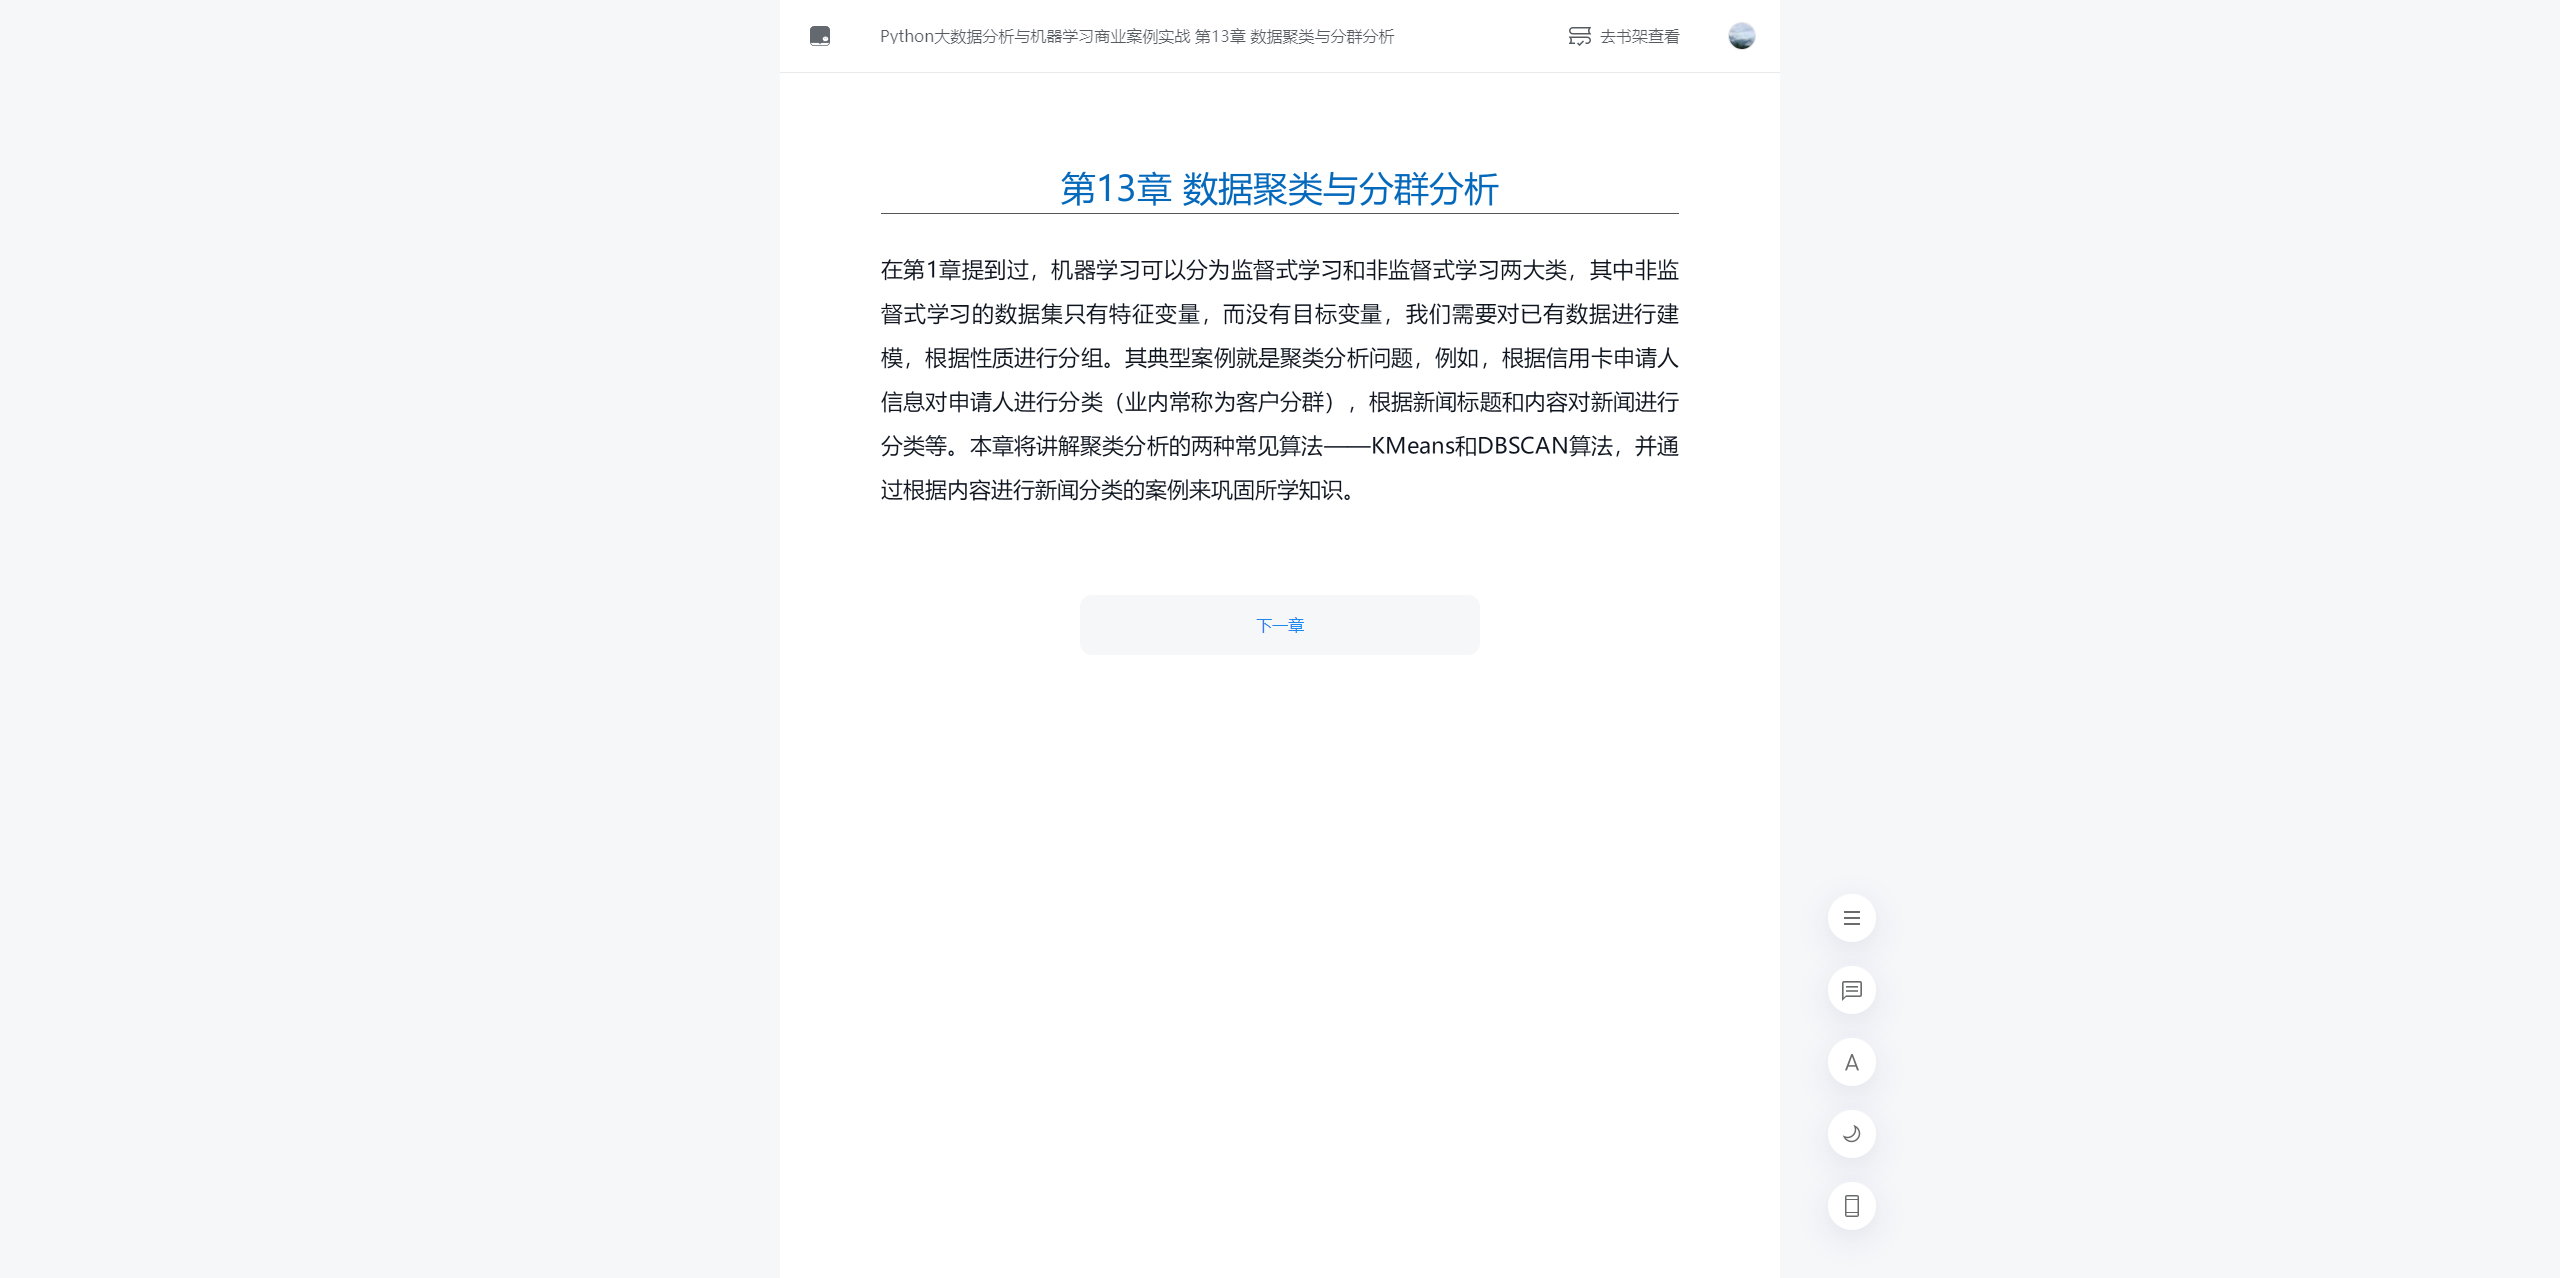 Python大数据分析与机器学习商业案例实战 第13章 数据聚类与分群分析
去书架查看
第13章 数据聚类与分群分析
在第1章提到过，机器学习可以分为监督式学习和非监督式学习两大类，其中非监
督式学习的数据集只有特征变量，而没有目标变量，我们需要对已有数据进行建
模，根据性质进行分组。其典型案例就是聚类分析问题，例如，根据信用卡申请人
信息对申请人进行分类（业内常称为客户分群），根据新闻标题和内容对新闻进行
分类等。本章将讲解聚类分析的两种常见算法——KMeans和DBSCAN算法，并通
过根据内容进行新闻分类的案例来巩固所学知识。
下一章
A